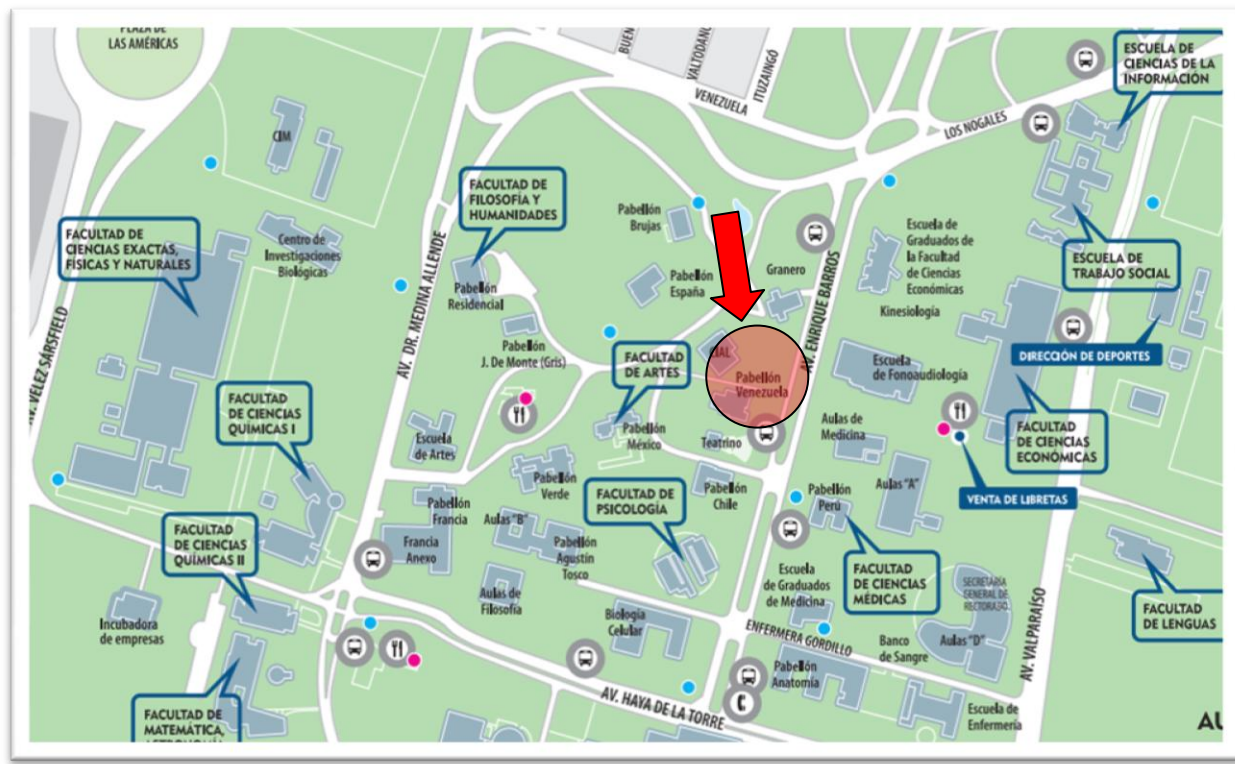 PLAZA DE
LAS AMÉRICAS
BUEN
VALTODANO
ITUZAINGÓ
VENEZUELA
LOS NOGALES
ESCUELA DE
CIENCIAS DE LA
INFORMACIÓN
CIM
FACULTAD DE
FILOSOFÍA Y
HUMANIDADES
Pabellón
Brujas
FACULTAD DE
CIENCIAS EXACTAS,
FÍSICAS Y NATURALES
Centro de
Investigaciones
Biológicas
AV. DR. MEDINA ALLENDE
Pabellón
Residencial
Pabellón
España
Granero
AV. ENRIQUE BARROS
Escuela de
Graduados de
la Facultad
de Ciencias
Económicas
Kinesiología
ESCUELA DE
TRABAJO SOCIAL
AV. VELÉZ SÁRSFIELD
Pabellón
J. De Monte (Gris)
FACULTAD
DE ARTES
CIAL
Pabellón
Venezuela
Escuela
de Fonoaudiología
DIRECCIÓN DE DEPORTES
FACULTAD
DE CIENCIAS
QUÍMICAS I
Escuela
de Artes
Pabellón
México
Teatrino
Aulas de
Medicina
FACULTAD
DE CIENCIAS
ECONÓMICAS
Pabellón
Verde
FACULTAD DE
PSICOLOGÍA
Pabellón
Chile
Pabellón
Perú
Aulas "A"
VENTA DE LIBRETAS
Pabellón
Francia
Aulas "B"
FACULTAD
DE CIENCIAS
QUÍMICAS II
Francia
Anexo
Pabellón
Agustín
Tosco
Escuela
de Graduados
de Medicina
FACULTAD
DE CIENCIAS
MÉDICAS
SECRETARÍA
GENERAL DE
RECTORADO
Aulas de
Filosofía
Incubadora
de empresas
Biología
Celular
ENFERMERA GORDILLO
Banco
de Sangre
Aulas "D"
AV. VALPARAÍSO
FACULTAD
DE LENGUAS
AV. HAYA DE LA TORRE
Pabellón
Anatomía
Escuela de
Enfermería
FACULTAD DE
MATEMÁTICA,
ASTRONOMÍA
AU